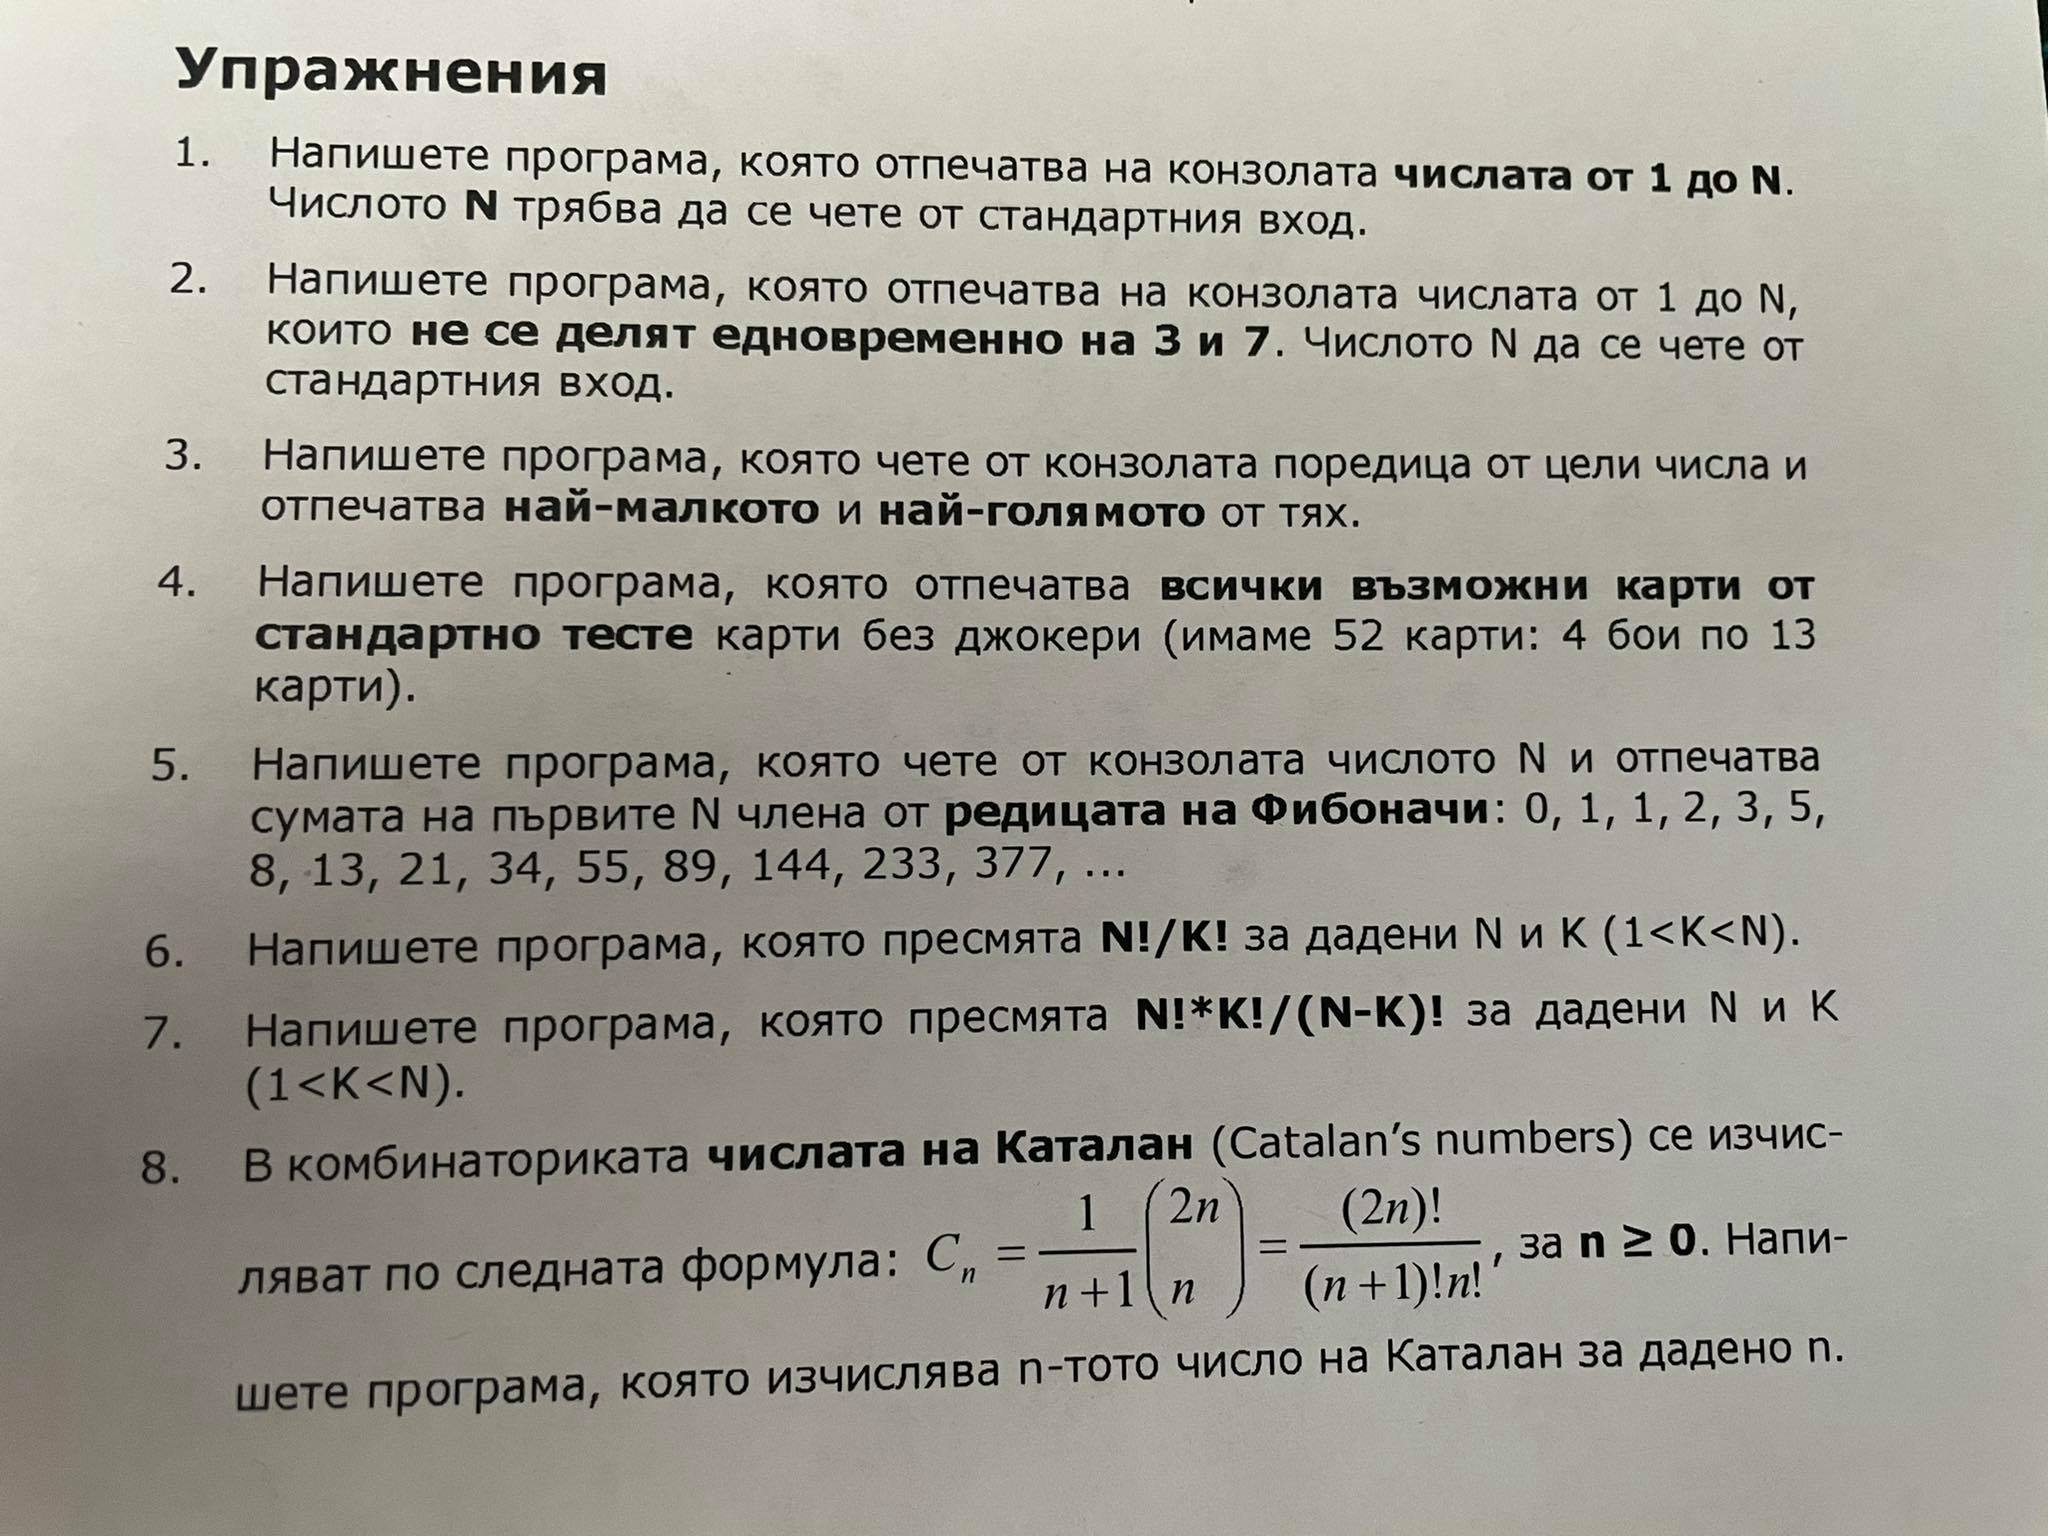 Упражнения
1. Напишете програма, която отпечатва на конзолата числата от 1 до N.
Числото N трябва да се чете от стандартния вход.
2. Напишете програма, която отпечатва на конзолата числата от 1 до N,
които не се делят едновременно на 3 и 7. Числото N да се чете от
стандартния вход.
3. Напишете програма, която чете от конзолата поредица от цели числа и
отпечатва най-малкото и най-голямото от тях.
4. Напишете програма, която отпечатва всички възможни карти от
стандартно тесте карти без джокери (имаме 52 карти: 4 бои по 13
карти).
5. Напишете програма, която чете от конзолата числото N и отпечатва
сумата на първите N члена от редицата на Фибоначи: 0, 1, 1, 2, 3, 5,
8, 13, 21, 34, 55, 89, 144, 233, 377, ...
6. Напишете програма, която пресмята N!/K! за дадени N и K (1<K<N).
7. Напишете програма, която пресмята N!*K!/(N-K)! за дадени N и K
(1<K<N).
8. В комбинаториката числата на Каталан (Catalan’s numbers) се изчис-
ляват по следната формула: Cₙ = 1/(n+1) (2n n) = (2n)!/((n+1)!n!), за n ≥ 0. Напи-
шете програма, която изчислява n-тото число на Каталан за дадено n.